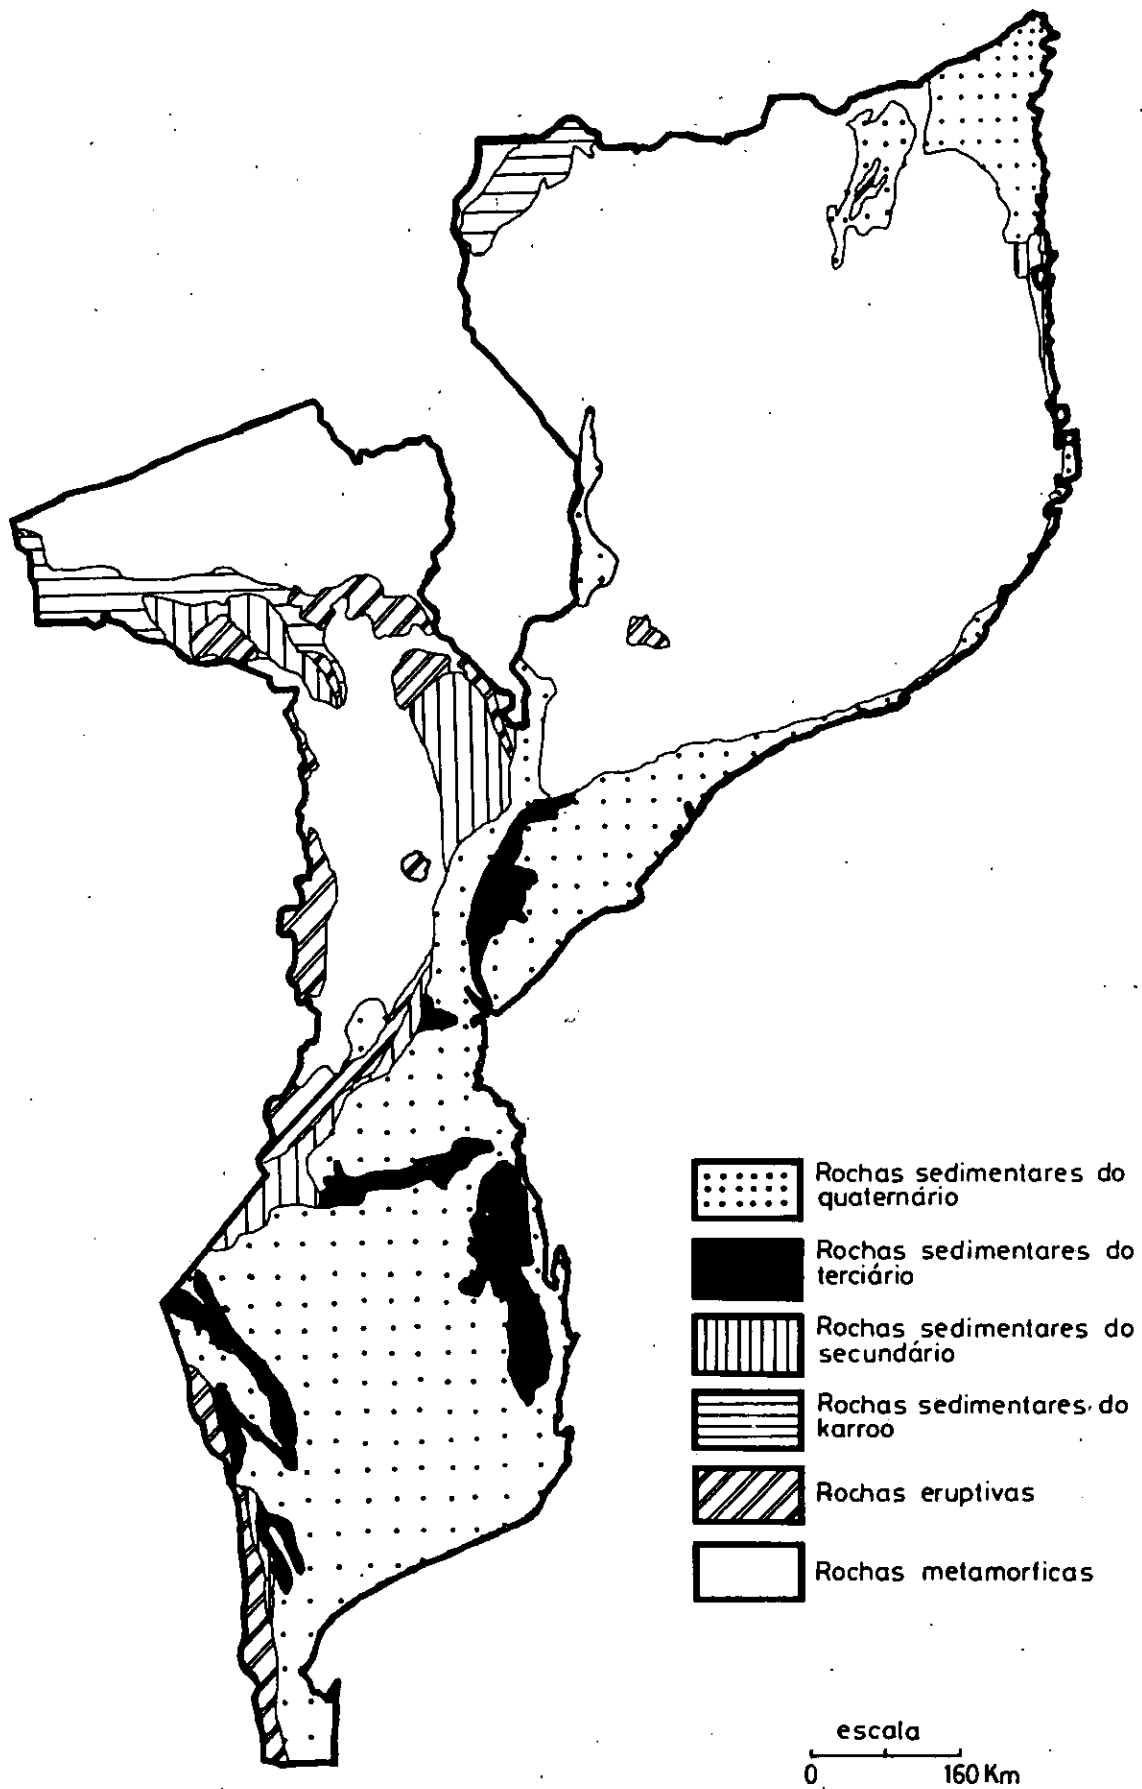 Rochas sedimentares do
quaternário
Rochas sedimentares do
terciário
Rochas sedimentares do
secundário
Rochas sedimentares do
karroo
Rochas eruptivas
Rochas metamorficas
escala
0 160 Km